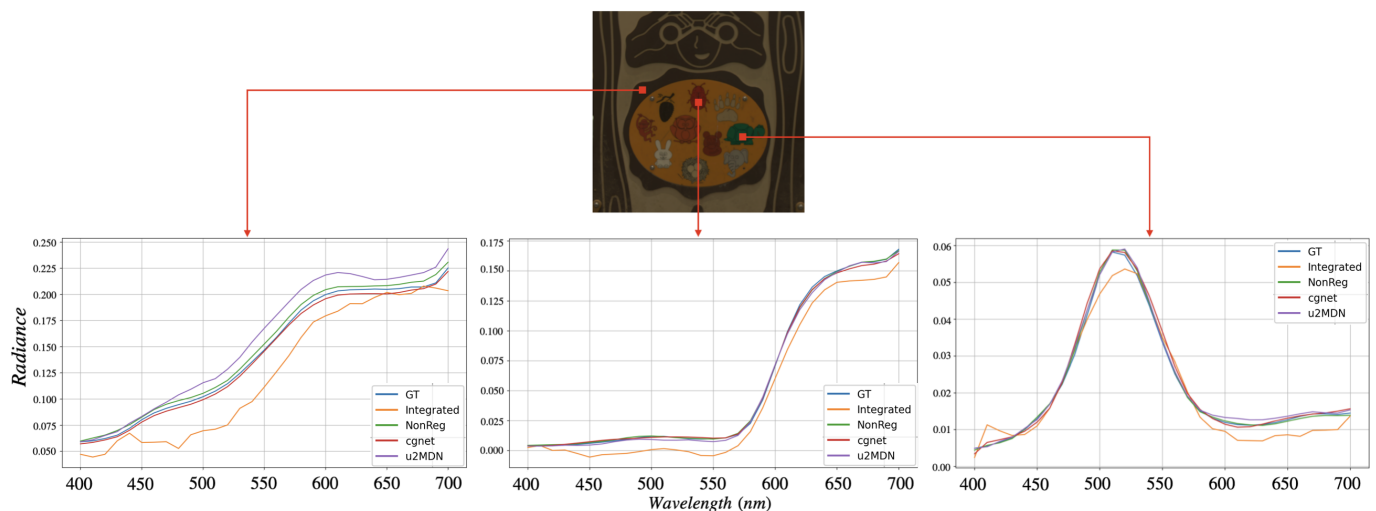 Radiance
0.250
0.225
0.200
0.175
0.150
0.125
0.100
0.075
0.050
400 450 500 550 600 650 700
GT
Integrated
NonReg
cgnet
u2MDN
0.175
0.150
0.125
0.100
0.075
0.050
0.025
0.000
400 450 500 550 600 650 700
GT
Integrated
NonReg
cgnet
u2MDN
Wavelength (nm)
0.06
0.05
0.04
0.03
0.02
0.01
0.00
400 450 500 550 600 650 700
GT
Integrated
NonReg
cgnet
u2MDN